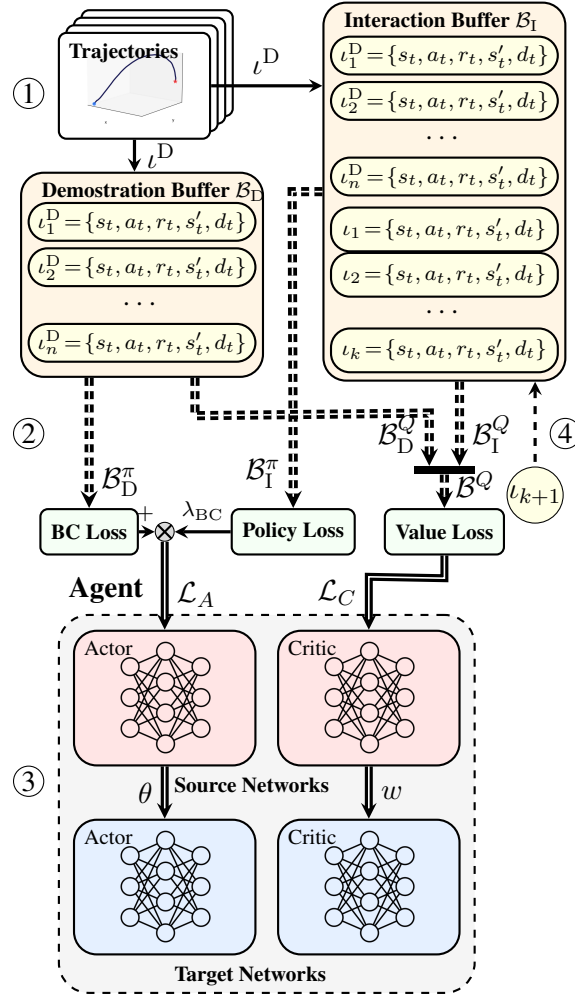 Trajectories
①
ι^D
ι^D
Interaction Buffer 𝓑_I
ι_1^D = {s_t, a_t, r_t, s'_t, d_t}
ι_2^D = {s_t, a_t, r_t, s'_t, d_t}
· · ·
ι_n^D = {s_t, a_t, r_t, s'_t, d_t}
ι_1 = {s_t, a_t, r_t, s'_t, d_t}
ι_2 = {s_t, a_t, r_t, s'_t, d_t}
· · ·
ι_k = {s_t, a_t, r_t, s'_t, d_t}
Demostration Buffer 𝓑_D
ι_1^D = {s_t, a_t, r_t, s'_t, d_t}
ι_2^D = {s_t, a_t, r_t, s'_t, d_t}
· · ·
ι_n^D = {s_t, a_t, r_t, s'_t, d_t}
②
𝓑_D^π
𝓑_I^π
𝓑_D^Q
𝓑_I^Q
④
𝓑^Q
ι_{k+1}
BC Loss
+
⊗
λ_BC
Policy Loss
Value Loss
Agent
𝓛_A
𝓛_C
Actor
Critic
③
θ
Source Networks
w
Actor
Critic
Target Networks